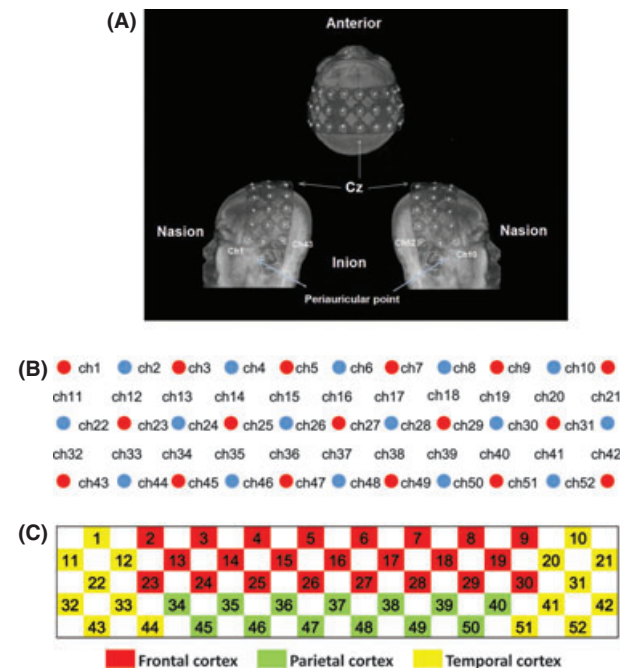 (A)
Anterior
Cz
Nasion
Nasion
Ch1
Ch43
Ch52
Ch10
Inion
Periauricular point
(B)
ch1 ch2 ch3 ch4 ch5 ch6 ch7 ch8 ch9 ch10
ch11 ch12 ch13 ch14 ch15 ch16 ch17 ch18 ch19 ch20 ch21
ch22 ch23 ch24 ch25 ch26 ch27 ch28 ch29 ch30 ch31
ch32 ch33 ch34 ch35 ch36 ch37 ch38 ch39 ch40 ch41 ch42
ch43 ch44 ch45 ch46 ch47 ch48 ch49 ch50 ch51 ch52
(C)
1 2 3 4 5 6 7 8 9 10
11 12 13 14 15 16 17 18 19 20 21
22 23 24 25 26 27 28 29 30 31
32 33 34 35 36 37 38 39 40 41 42
43 44 45 46 47 48 49 50 51 52
Frontal cortex Parietal cortex Temporal cortex